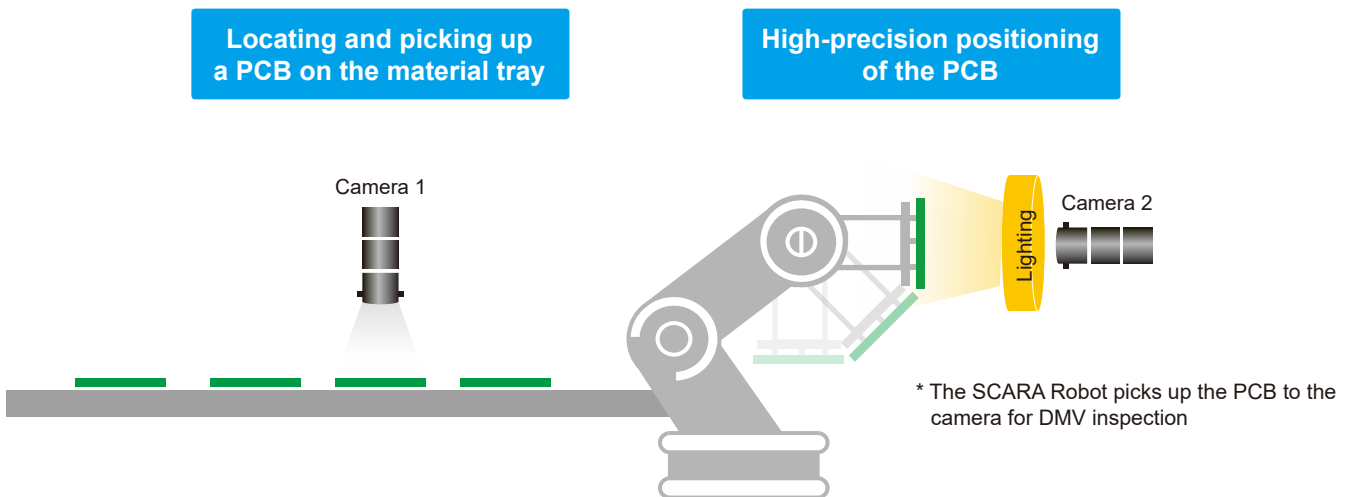 Locating and picking up
a PCB on the material tray
High-precision positioning
of the PCB
Camera 1
Camera 2
Lighting
* The SCARA Robot picks up the PCB to the
camera for DMV inspection